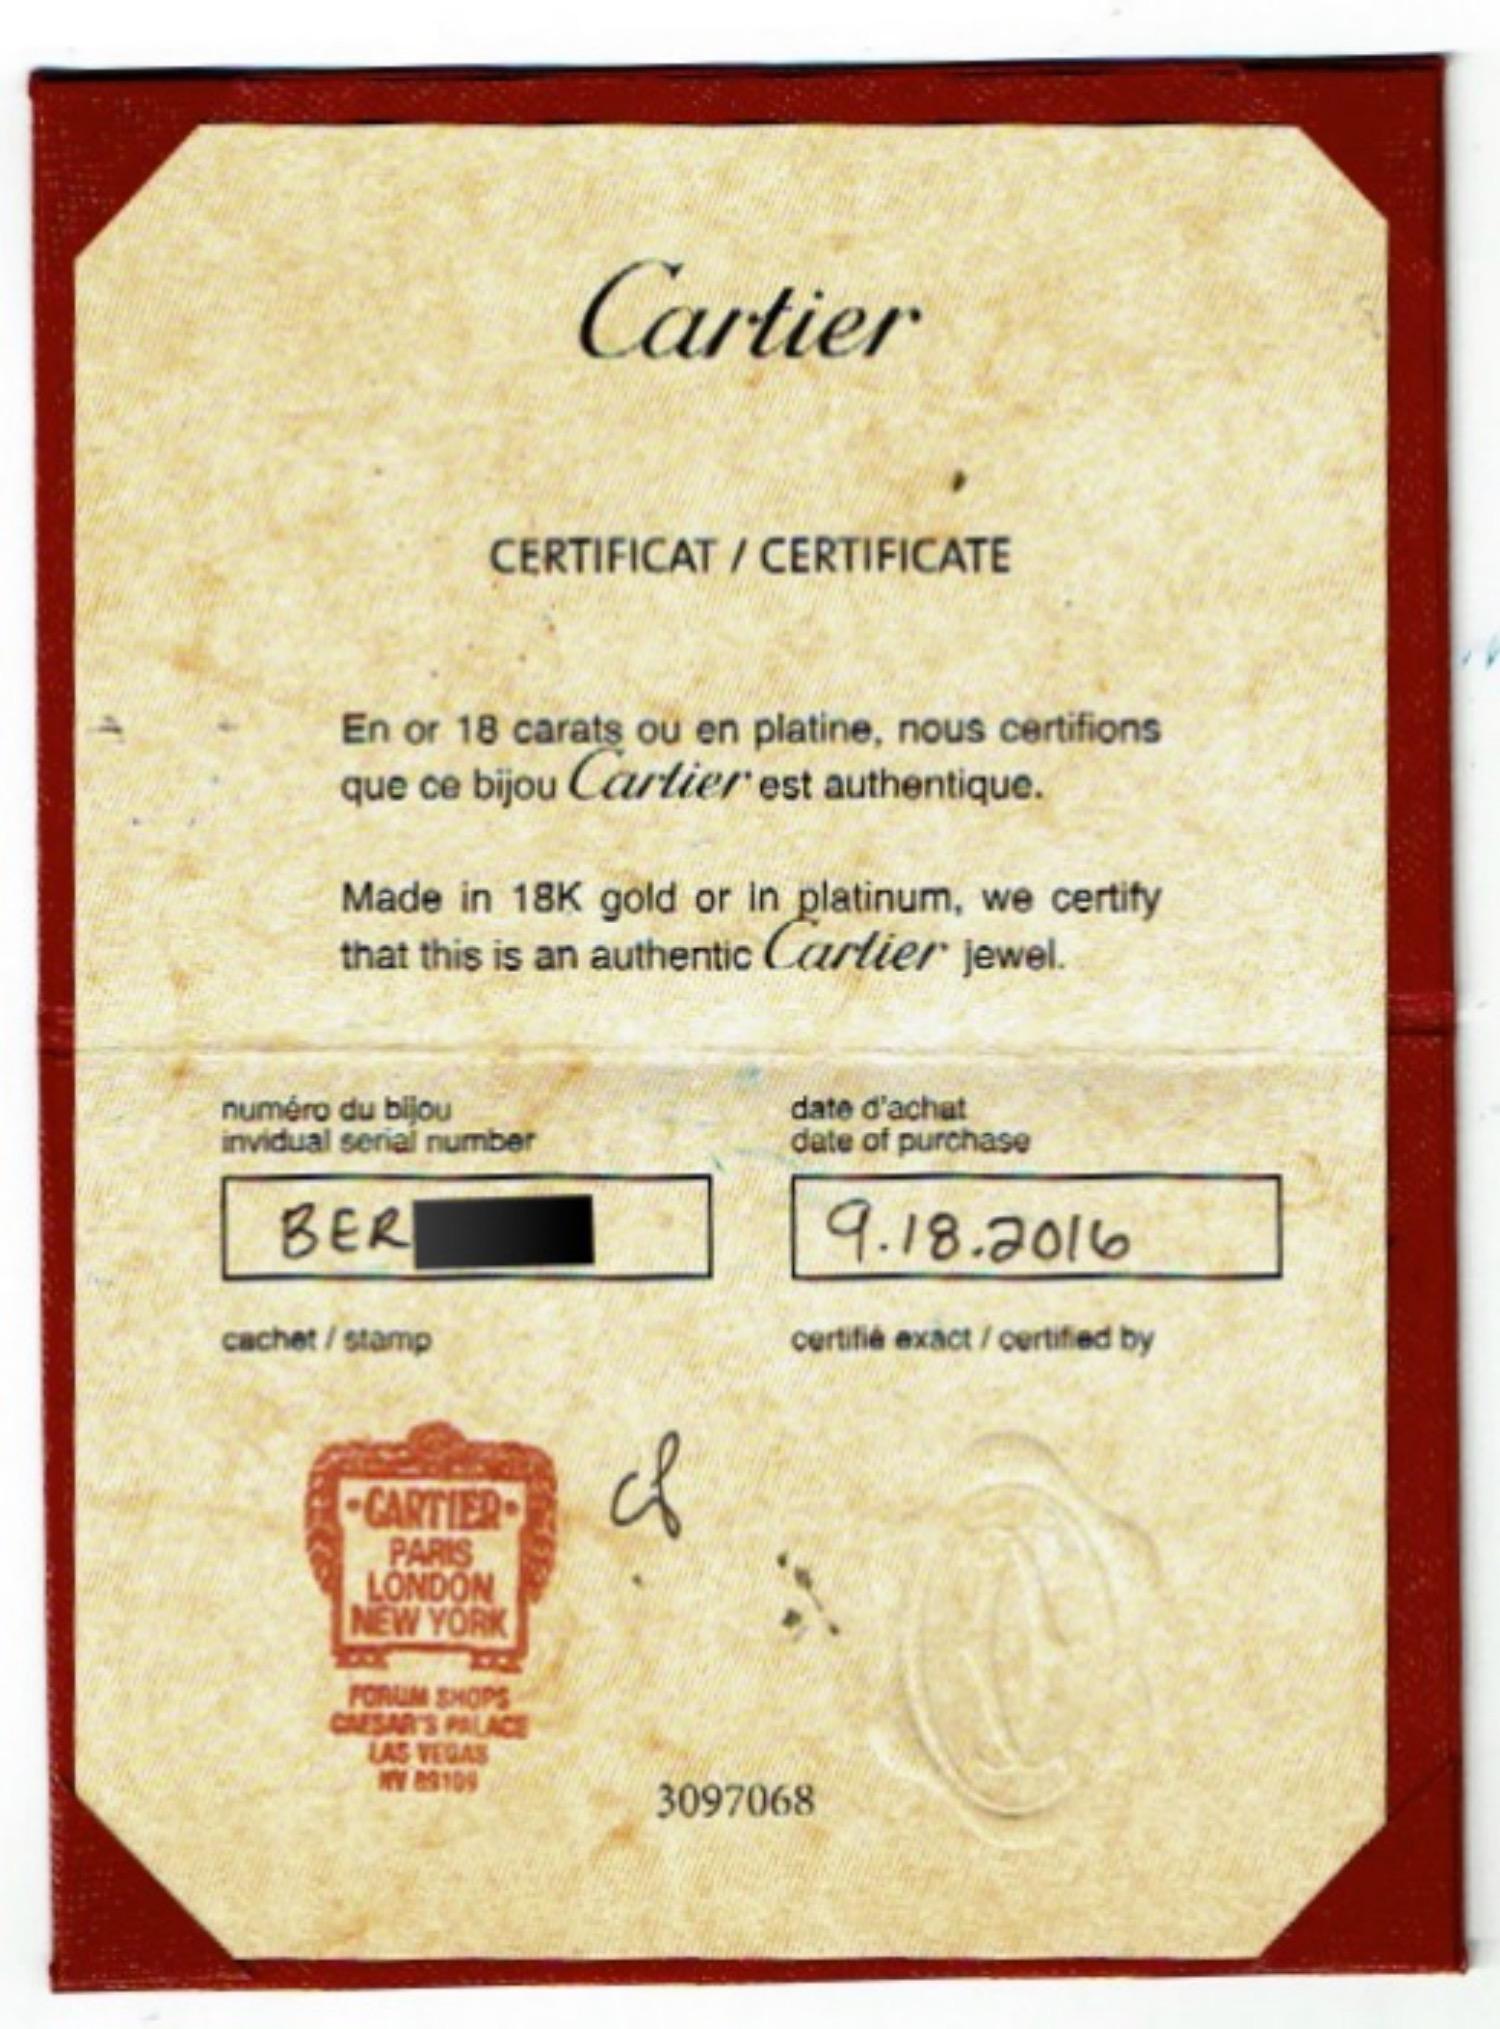 Cartier
CERTIFICAT / CERTIFICATE
En or 18 carats ou en platine, nous certifions
que ce bijou Cartier est authentique.
Made in 18K gold or in platinum, we certify
that this is an authentic Cartier jewel.
numéro du bijou
invidual serial number
BER
date d'achat
date of purchase
9.18.2016
cachet / stamp
certifié exact / certified by
•CARTIER•
PARIS
LONDON
NEW YORK
FORUM SHOPS
CAESAR'S PALACE
LAS VEGAS
NV 89109
3097068